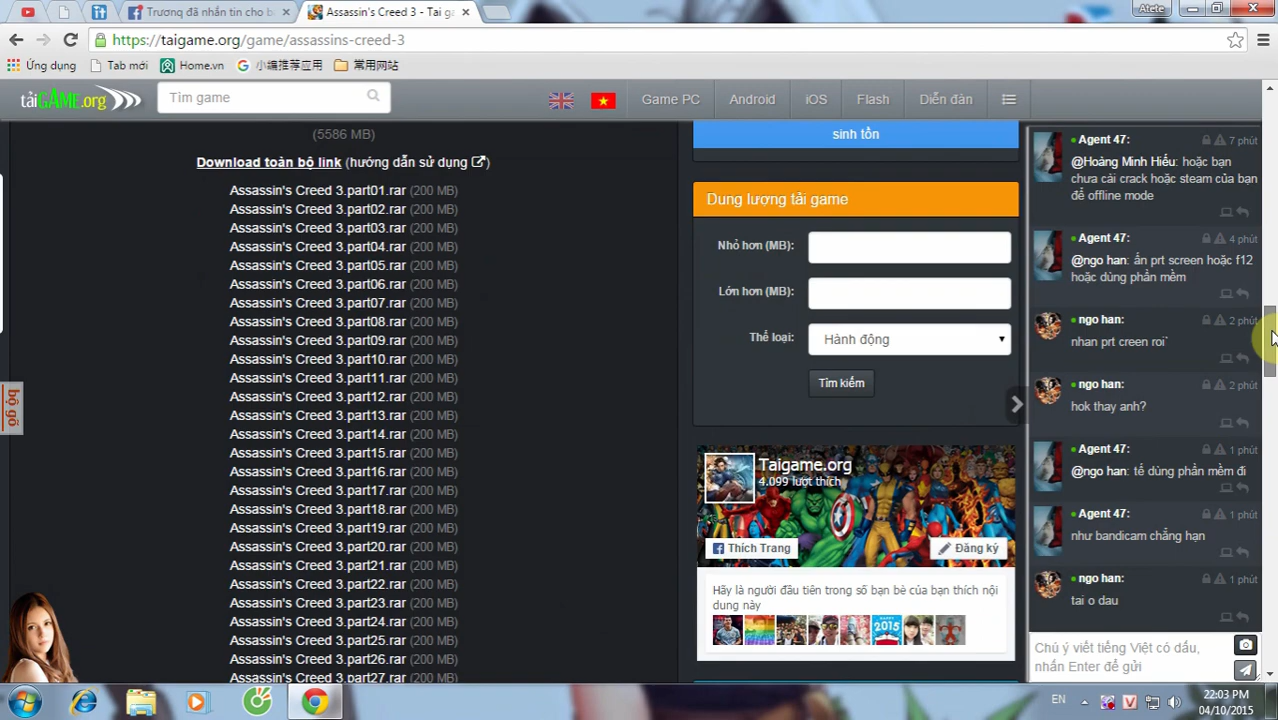 Trương đã nhắn tin cho b
Assassin's Creed 3 - Tai ga
Atete
https://taigame.org/game/assassins-creed-3
Ứng dụng
Tab mới
Home.vn
小编推荐应用
常用网站
tảiGAME.org
Tìm game
Game PC
Android
iOS
Flash
Diễn đàn
(5586 MB)
Download toàn bộ link (hướng dẫn sử dụng)
Assassin's Creed 3.part01.rar (200 MB)
Assassin's Creed 3.part02.rar (200 MB)
Assassin's Creed 3.part03.rar (200 MB)
Assassin's Creed 3.part04.rar (200 MB)
Assassin's Creed 3.part05.rar (200 MB)
Assassin's Creed 3.part06.rar (200 MB)
Assassin's Creed 3.part07.rar (200 MB)
Assassin's Creed 3.part08.rar (200 MB)
Assassin's Creed 3.part09.rar (200 MB)
Assassin's Creed 3.part10.rar (200 MB)
Assassin's Creed 3.part11.rar (200 MB)
Assassin's Creed 3.part12.rar (200 MB)
Assassin's Creed 3.part13.rar (200 MB)
Assassin's Creed 3.part14.rar (200 MB)
Assassin's Creed 3.part15.rar (200 MB)
Assassin's Creed 3.part16.rar (200 MB)
Assassin's Creed 3.part17.rar (200 MB)
Assassin's Creed 3.part18.rar (200 MB)
Assassin's Creed 3.part19.rar (200 MB)
Assassin's Creed 3.part20.rar (200 MB)
Assassin's Creed 3.part21.rar (200 MB)
Assassin's Creed 3.part22.rar (200 MB)
Assassin's Creed 3.part23.rar (200 MB)
Assassin's Creed 3.part24.rar (200 MB)
Assassin's Creed 3.part25.rar (200 MB)
Assassin's Creed 3.part26.rar (200 MB)
Assassin's Creed 3.part27.rar (200 MB)
bộ gõ
sinh tồn
Dung lượng tải game
Nhỏ hơn (MB):
Lớn hơn (MB):
Thể loại:
Hành động
Tìm kiếm
Taigame.org
4.099 lượt thích
Thích Trang
Đăng ký
Hãy là người đầu tiên trong số bạn bè của bạn thích nội
dung này
Agent 47: 7 phút
@Hoàng Minh Hiếu: hoặc bạn
chưa cài crack hoặc steam của bạn
để offline mode
Agent 47: 4 phút
@ngo han: ấn prt screen hoặc f12
hoặc dùng phần mềm
ngo han: 2 phút
nhan prt creen roi`
ngo han: 2 phút
hok thay anh?
Agent 47: 1 phút
@ngo han: tế dùng phần mềm đi
Agent 47: 1 phút
như bandicam chẳng hạn
ngo han: 1 phút
tai o dau
Chú ý viết tiếng Việt có dấu,
nhấn Enter để gửi
EN
22:03 PM
04/10/2015